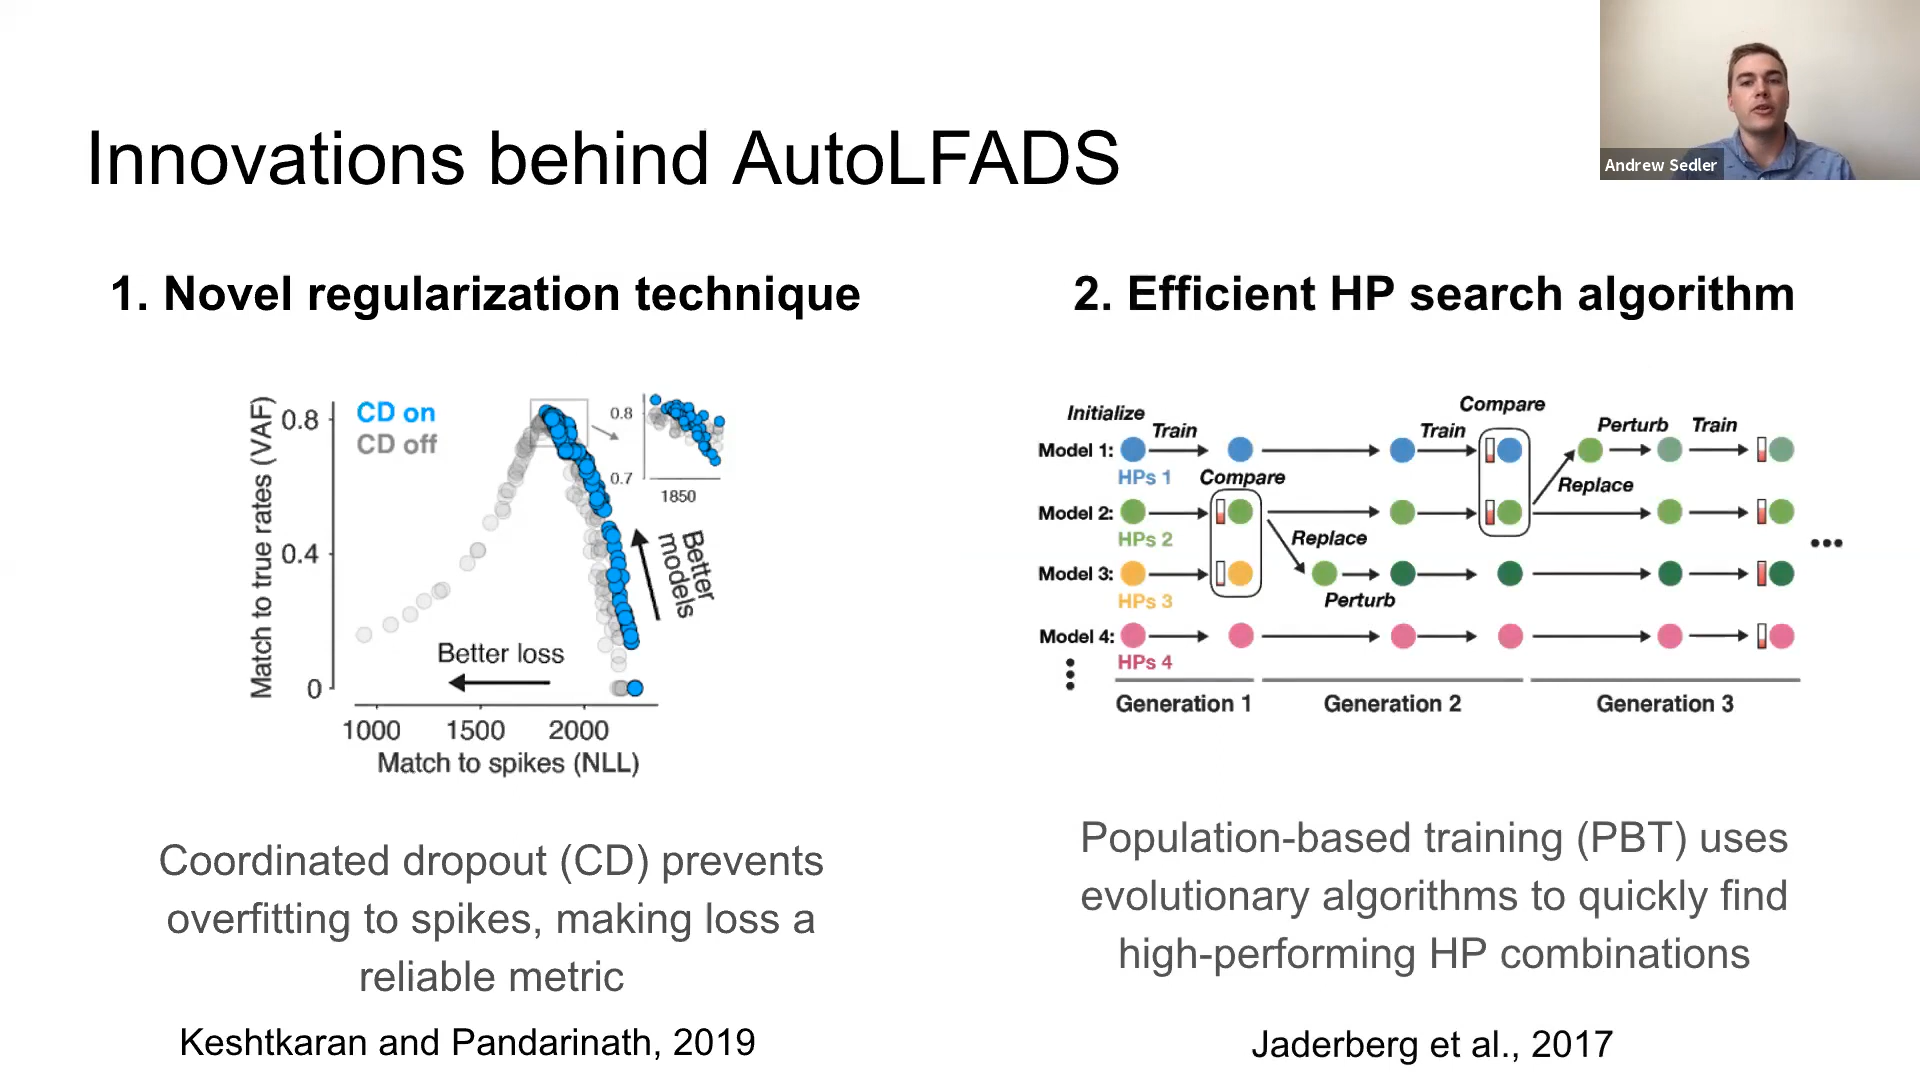 Andrew Sedler
Innovations behind AutoLFADS
1. Novel regularization technique
CD on
CD off
Match to true rates (VAF)
0.8
0.4
0
0.8
0.7
1850
Better models
Better loss
1000 1500 2000
Match to spikes (NLL)
Coordinated dropout (CD) prevents
overfitting to spikes, making loss a
reliable metric
Keshtkaran and Pandarinath, 2019
2. Efficient HP search algorithm
Initialize
Train
Train
Compare
Perturb
Train
Model 1:
HPs 1
Compare
Replace
Model 2:
HPs 2
Replace
Model 3:
HPs 3
Perturb
Model 4:
HPs 4
Generation 1
Generation 2
Generation 3
Population-based training (PBT) uses
evolutionary algorithms to quickly find
high-performing HP combinations
Jaderberg et al., 2017